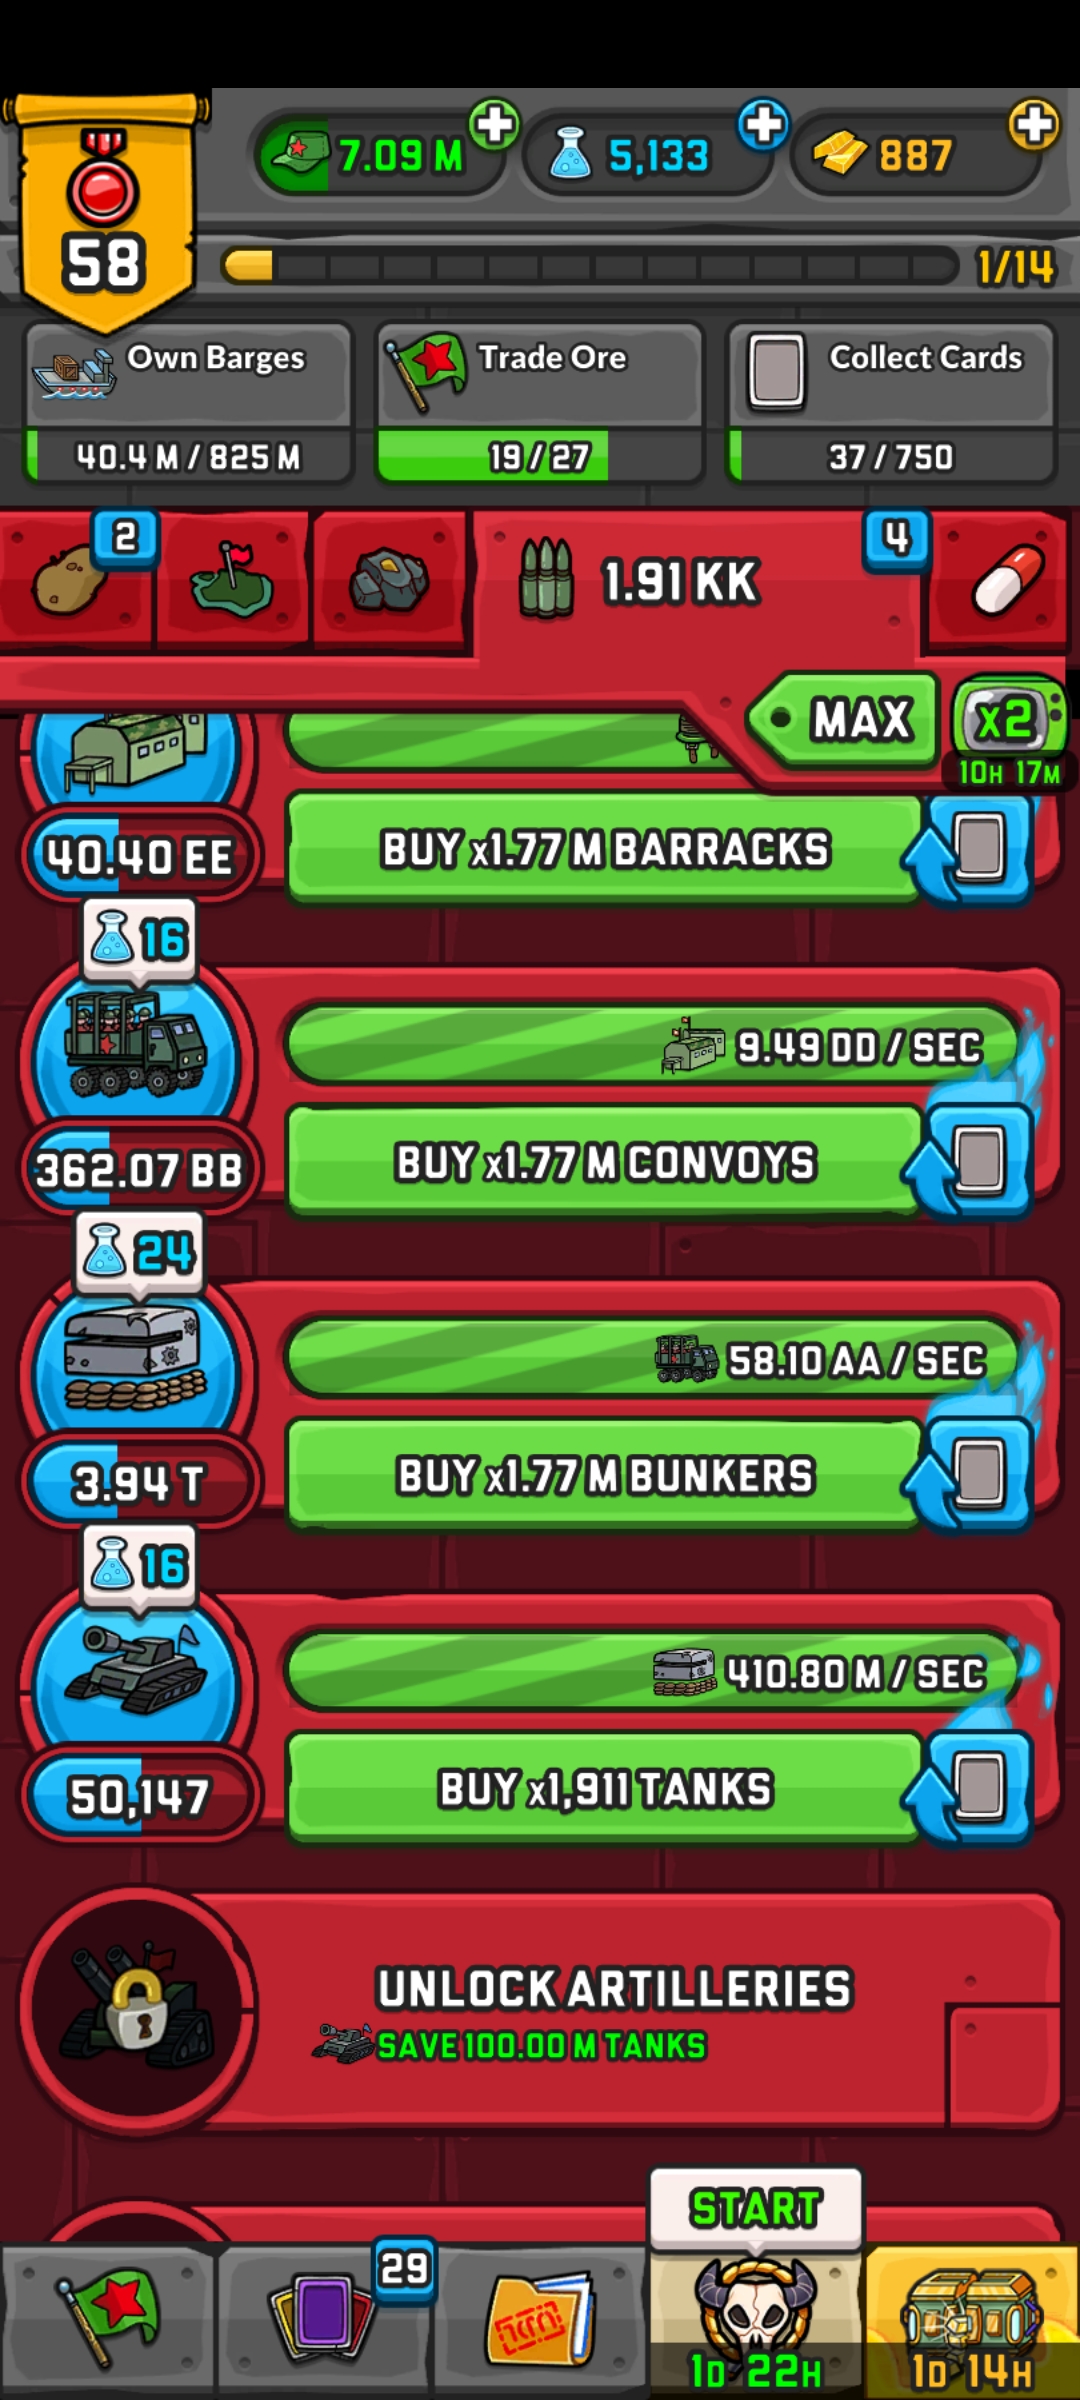 7.09 M
5,133
887
58
1/14
Own Barges
Trade Ore
Collect Cards
40.4 M / 825 M
19 / 27
37 / 750
2
1.91 KK
4
MAX
x2
10H 17M
40.40 EE
BUY x1.77 M BARRACKS
16
9.49 DD / SEC
362.07 BB
BUY x1.77 M CONVOYS
24
58.10 AA / SEC
3.94 T
BUY x1.77 M BUNKERS
16
410.80 M / SEC
50,147
BUY x1,911 TANKS
UNLOCK ARTILLERIES
SAVE 100.00 M TANKS
START
29
1D 22H
1D 14H